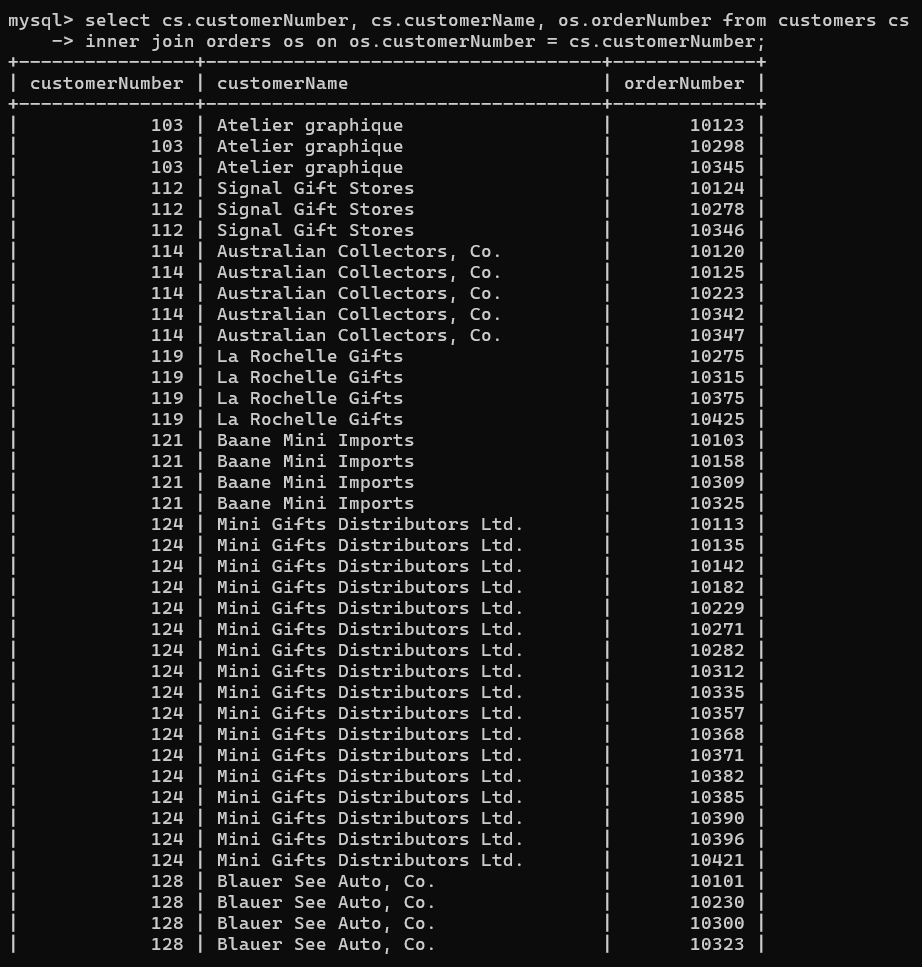 mysql> select cs.customerNumber, cs.customerName, os.orderNumber from customers cs
    -> inner join orders os on os.customerNumber = cs.customerNumber;
+----------------+------------------------------------+-------------+
| customerNumber | customerName                       | orderNumber |
+----------------+------------------------------------+-------------+
|            103 | Atelier graphique                  |       10123 |
|            103 | Atelier graphique                  |       10298 |
|            103 | Atelier graphique                  |       10345 |
|            112 | Signal Gift Stores                 |       10124 |
|            112 | Signal Gift Stores                 |       10278 |
|            112 | Signal Gift Stores                 |       10346 |
|            114 | Australian Collectors, Co.         |       10120 |
|            114 | Australian Collectors, Co.         |       10125 |
|            114 | Australian Collectors, Co.         |       10223 |
|            114 | Australian Collectors, Co.         |       10342 |
|            114 | Australian Collectors, Co.         |       10347 |
|            119 | La Rochelle Gifts                  |       10275 |
|            119 | La Rochelle Gifts                  |       10315 |
|            119 | La Rochelle Gifts                  |       10375 |
|            119 | La Rochelle Gifts                  |       10425 |
|            121 | Baane Mini Imports                 |       10103 |
|            121 | Baane Mini Imports                 |       10158 |
|            121 | Baane Mini Imports                 |       10309 |
|            121 | Baane Mini Imports                 |       10325 |
|            124 | Mini Gifts Distributors Ltd.       |       10113 |
|            124 | Mini Gifts Distributors Ltd.       |       10135 |
|            124 | Mini Gifts Distributors Ltd.       |       10142 |
|            124 | Mini Gifts Distributors Ltd.       |       10182 |
|            124 | Mini Gifts Distributors Ltd.       |       10229 |
|            124 | Mini Gifts Distributors Ltd.       |       10271 |
|            124 | Mini Gifts Distributors Ltd.       |       10282 |
|            124 | Mini Gifts Distributors Ltd.       |       10312 |
|            124 | Mini Gifts Distributors Ltd.       |       10335 |
|            124 | Mini Gifts Distributors Ltd.       |       10357 |
|            124 | Mini Gifts Distributors Ltd.       |       10368 |
|            124 | Mini Gifts Distributors Ltd.       |       10371 |
|            124 | Mini Gifts Distributors Ltd.       |       10382 |
|            124 | Mini Gifts Distributors Ltd.       |       10385 |
|            124 | Mini Gifts Distributors Ltd.       |       10390 |
|            124 | Mini Gifts Distributors Ltd.       |       10396 |
|            124 | Mini Gifts Distributors Ltd.       |       10421 |
|            128 | Blauer See Auto, Co.               |       10101 |
|            128 | Blauer See Auto, Co.               |       10230 |
|            128 | Blauer See Auto, Co.               |       10300 |
|            128 | Blauer See Auto, Co.               |       10323 |